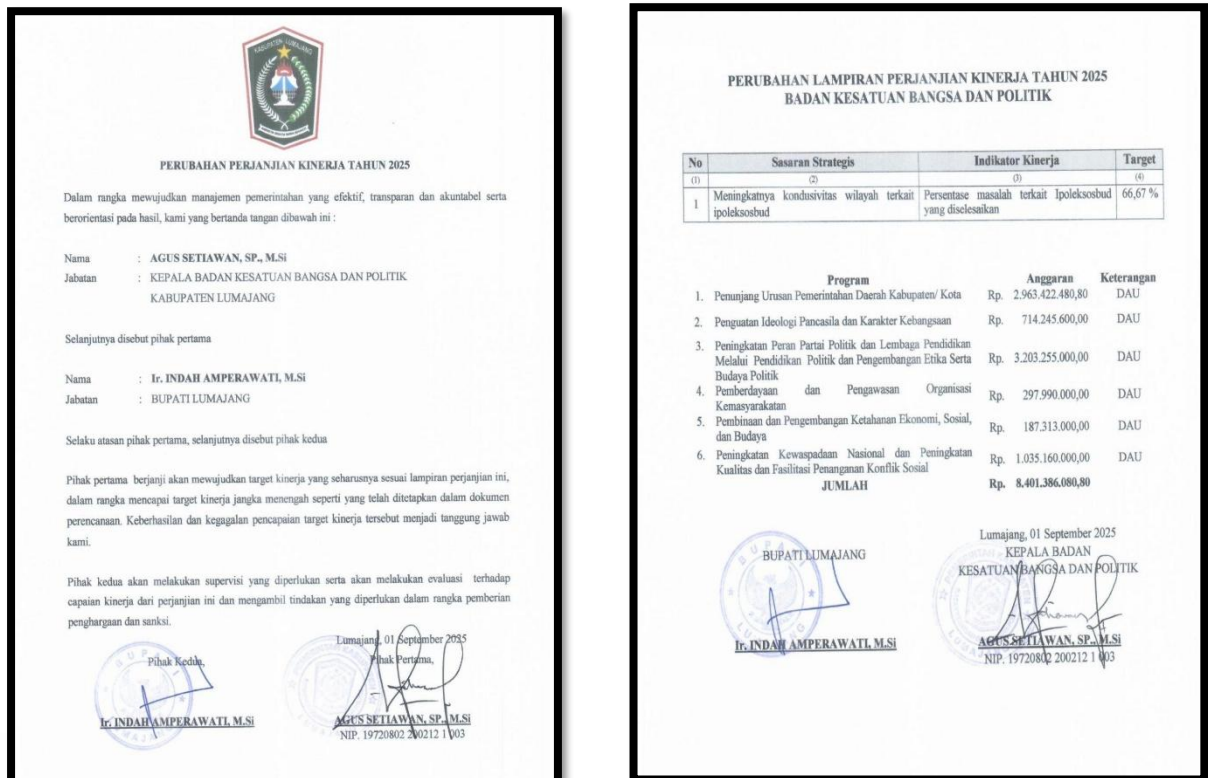 KABUPATEN LUMAJANG
PERUBAHAN PERJANJIAN KINERJA TAHUN 2025
Dalam rangka mewujudkan manajemen pemerintahan yang efektif, transparan dan akuntabel serta
berorientasi pada hasil, kami yang bertanda tangan dibawah ini :
Nama : AGUS SETIAWAN, SP., M.Si
Jabatan : KEPALA BADAN KESATUAN BANGSA DAN POLITIK
KABUPATEN LUMAJANG
Selanjutnya disebut pihak pertama
Nama : Ir. INDAH AMPERAWATI, M.Si
Jabatan : BUPATI LUMAJANG
Selaku atasan pihak pertama, selanjutnya disebut pihak kedua
Pihak pertama berjanji akan mewujudkan target kinerja yang seharusnya sesuai lampiran perjanjian ini,
dalam rangka mencapai target kinerja jangka menengah seperti yang telah ditetapkan dalam dokumen
perencanaan. Keberhasilan dan kegagalan pencapaian target kinerja tersebut menjadi tanggung jawab
kami.
Pihak kedua akan melakukan supervisi yang diperlukan serta akan melakukan evaluasi terhadap
capaian kinerja dari perjanjian ini dan mengambil tindakan yang diperlukan dalam rangka pemberian
penghargaan dan sanksi.
Lumajang, 01 September 2025
Pihak Kedua, Pihak Pertama,
BUPATI
LUMAJANG
Ir. INDAH AMPERAWATI, M.Si AGUS SETIAWAN, SP., M.Si
NIP. 19720802 200212 1 003
PERUBAHAN LAMPIRAN PERJANJIAN KINERJA TAHUN 2025
BADAN KESATUAN BANGSA DAN POLITIK
No Sasaran Strategis Indikator Kinerja Target
(1) (2) (3) (4)
1 Meningkatnya kondusivitas wilayah terkait Persentase masalah terkait Ipoleksosbud 66,67 %
ipoleksosbud yang diselesaikan
Program Anggaran Keterangan
1. Penunjang Urusan Pemerintahan Daerah Kabupaten/ Kota Rp. 2.963.422.480,80 DAU
2. Penguatan Ideologi Pancasila dan Karakter Kebangsaan Rp. 714.245.600,00 DAU
3. Peningkatan Peran Partai Politik dan Lembaga Pendidikan
Melalui Pendidikan Politik dan Pengembangan Etika Serta Rp. 3.203.255.000,00 DAU
Budaya Politik
4. Pemberdayaan dan Pengawasan Organisasi
Kemasyarakatan Rp. 297.990.000,00 DAU
5. Pembinaan dan Pengembangan Ketahanan Ekonomi, Sosial,
dan Budaya Rp. 187.313.000,00 DAU
6. Peningkatan Kewaspadaan Nasional dan Peningkatan
Kualitas dan Fasilitasi Penanganan Konflik Sosial Rp. 1.035.160.000,00 DAU
JUMLAH Rp. 8.401.386.080,80
Lumajang, 01 September 2025
BUPATI LUMAJANG KEPALA BADAN
KESATUAN BANGSA DAN POLITIK
BUPATI
LUMAJANG
Ir. INDAH AMPERAWATI, M.Si AGUS SETIAWAN, SP., M.Si
NIP. 19720802 200212 1 003